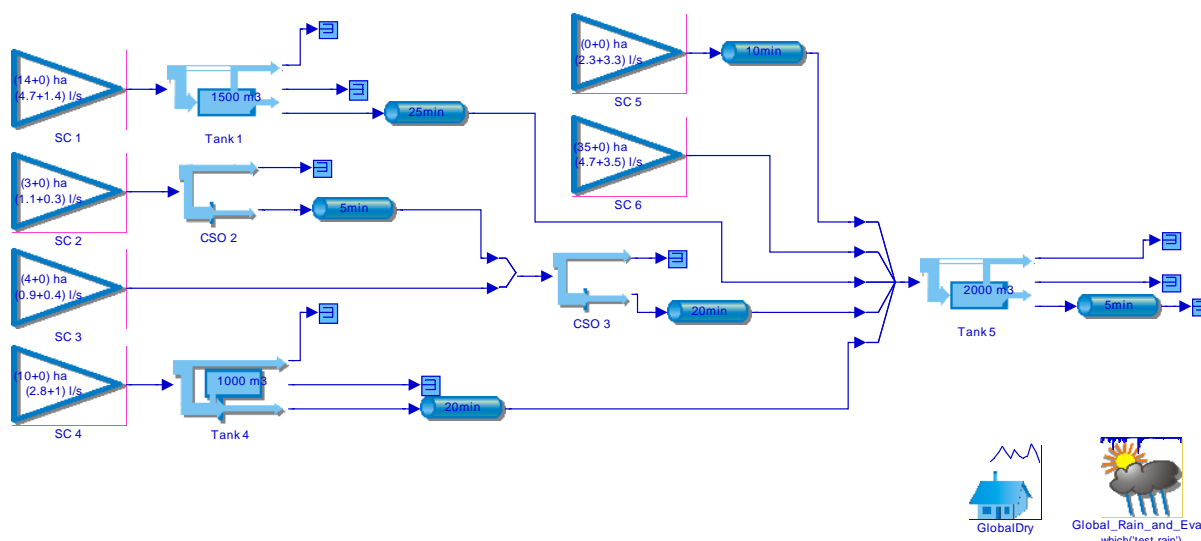 (14+0) ha
(4.7+1.4) l/s
SC 1
1500 m3
Tank 1
25min
(0+0) ha
(2.3+3.3) l/s
SC 5
10min
(3+0) ha
(1.1+0.3) l/s
SC 2
CSO 2
5min
(35+0) ha
(4.7+3.5) l/s
SC 6
(4+0) ha
(0.9+0.4) l/s
SC 3
CSO 3
20min
2000 m3
Tank 5
5min
(10+0) ha
(2.8+1) l/s
SC 4
1000 m3
Tank 4
20min
GlobalDry
Global_Rain_and_Eva
which('test.rain')